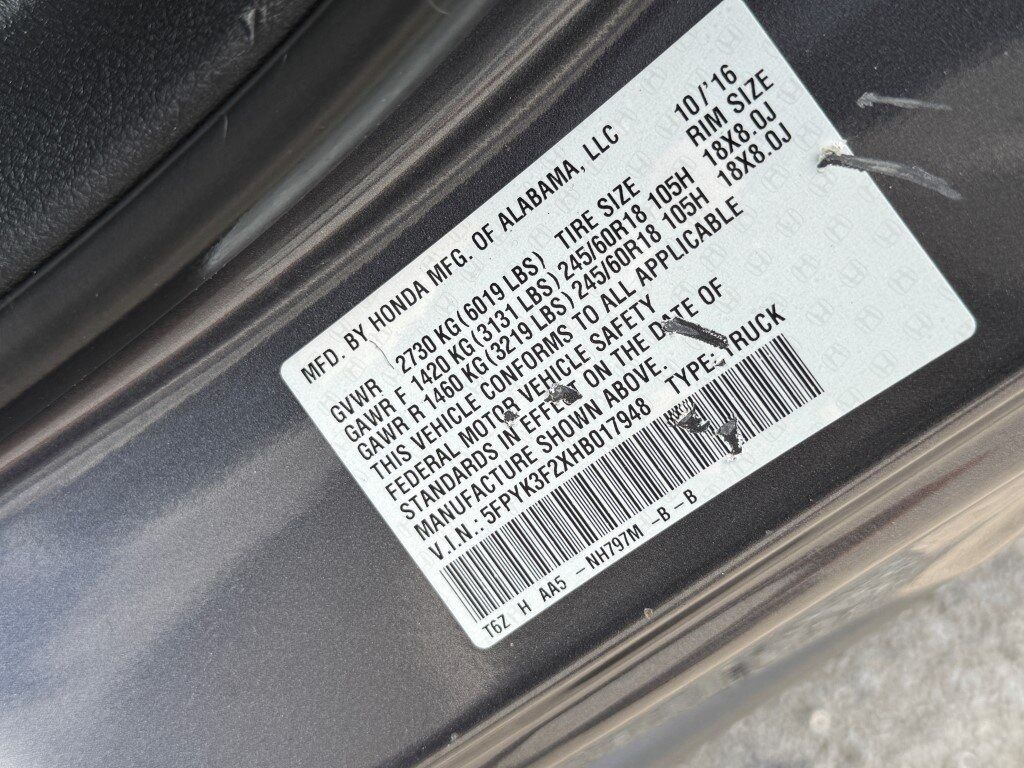 MFD. BY HONDA MFG. OF ALABAMA, LLC 10/'16
GVWR 2730 KG(6019 LBS) TIRE SIZE RIM SIZE
GAWR F 1420 KG(3131 LBS) 245/60R18 105H 18X8.0J
GAWR R 1460 KG(3219 LBS) 245/60R18 105H 18X8.0J
THIS VEHICLE CONFORMS TO ALL APPLICABLE
FEDERAL MOTOR VEHICLE SAFETY
STANDARDS IN EFFECT ON THE DATE OF
MANUFACTURE SHOWN ABOVE.
V.I.N.: 5FPYK3F2XHB017948 TYPE: TRUCK
T6Z H AA5 -NH797M -B-B